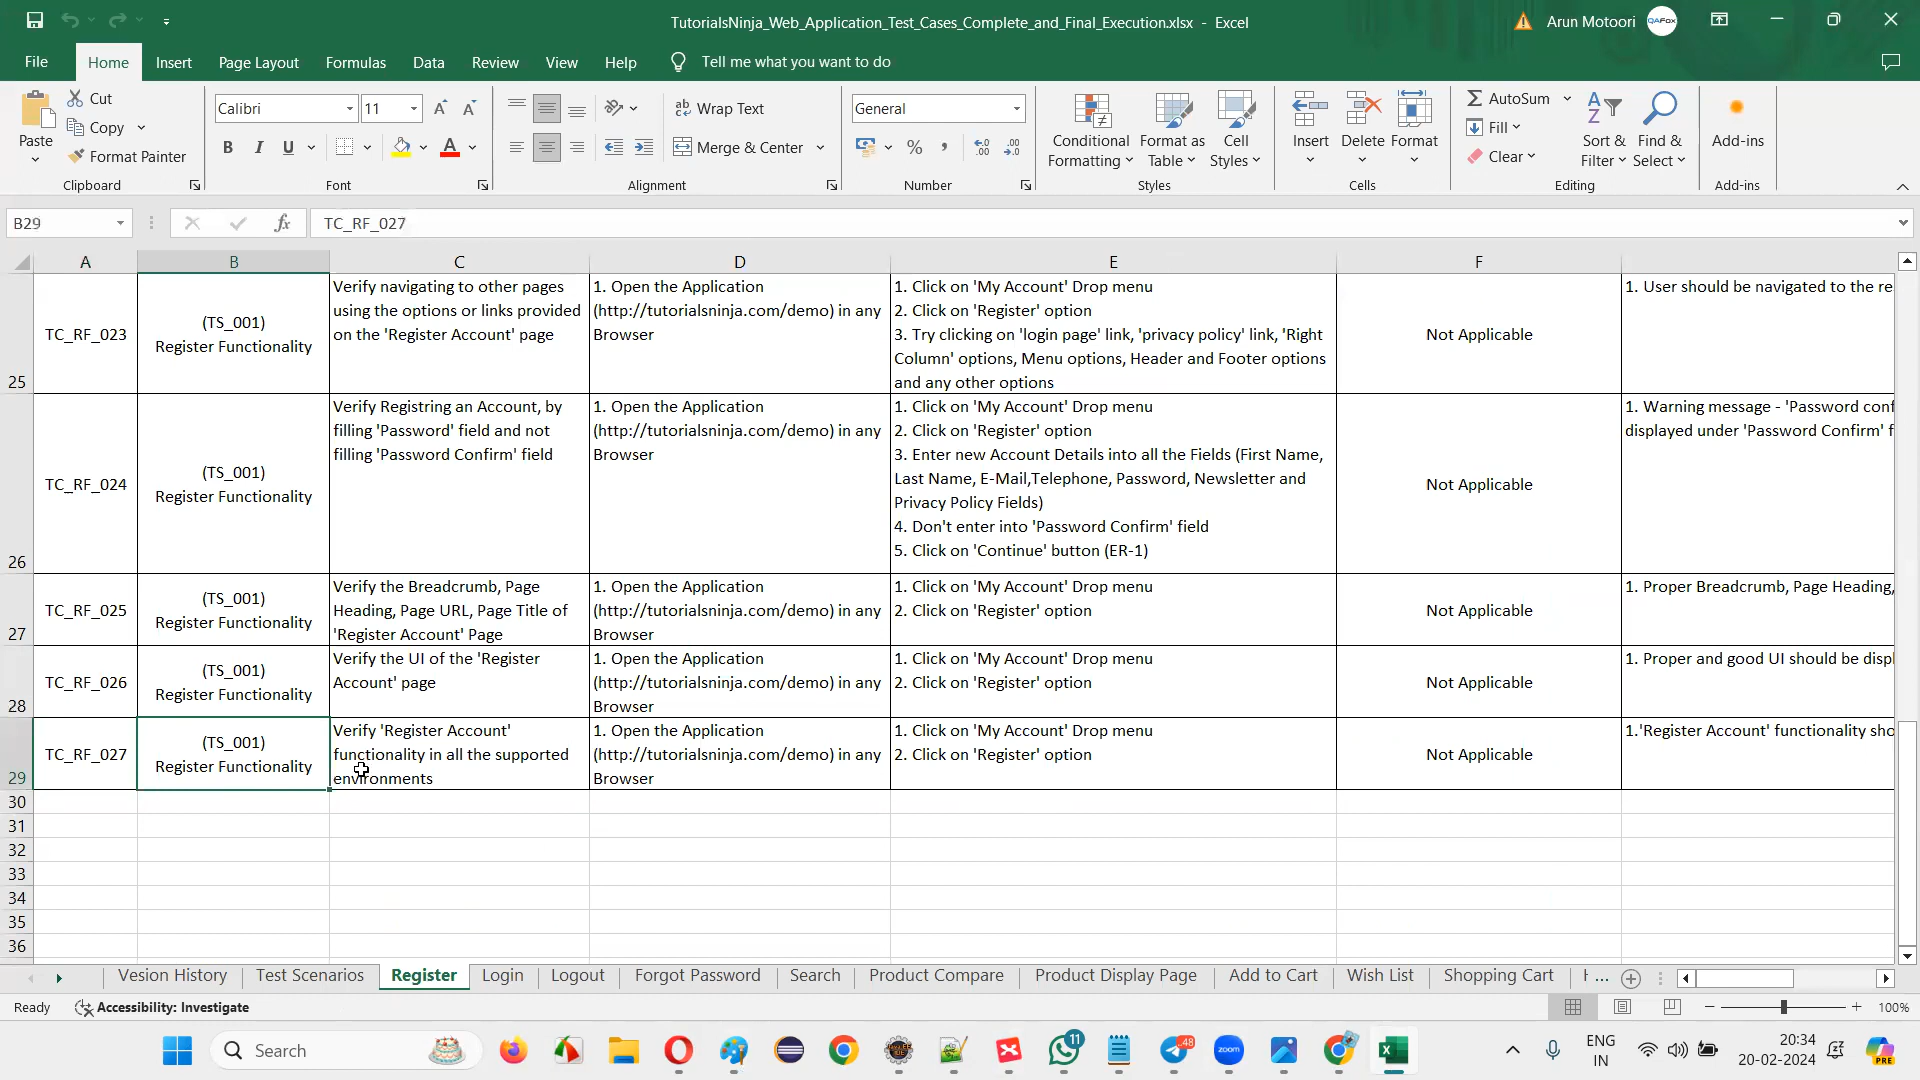 TutorialsNinja_Web_Application_Test_Cases_Complete_and_Final_Execution.xlsx - Excel
Arun Motoori
QAFox
File Home Insert Page Layout Formulas Data Review View Help Tell me what you want to do
Paste
Cut
Copy
Format Painter
Clipboard
Calibri 11
B I U
Font
Wrap Text
Merge & Center
Alignment
General
Number
Conditional Formatting
Format as Table
Cell Styles
Styles
Insert
Delete
Format
Cells
AutoSum
Fill
Clear
Sort & Filter
Find & Select
Editing
Add-ins
Add-ins
B29 fx TC_RF_027
A B C D E F
25
TC_RF_023
(TS_001)
Register Functionality
Verify navigating to other pages
using the options or links provided
on the 'Register Account' page
1. Open the Application
(http://tutorialsninja.com/demo) in any
Browser
1. Click on 'My Account' Drop menu
2. Click on 'Register' option
3. Try clicking on 'login page' link, 'privacy policy' link, 'Right
Column' options, Menu options, Header and Footer options
and any other options
Not Applicable
1. User should be navigated to the re
26
TC_RF_024
(TS_001)
Register Functionality
Verify Registring an Account, by
filling 'Password' field and not
filling 'Password Confirm' field
1. Open the Application
(http://tutorialsninja.com/demo) in any
Browser
1. Click on 'My Account' Drop menu
2. Click on 'Register' option
3. Enter new Account Details into all the Fields (First Name,
Last Name, E-Mail,Telephone, Password, Newsletter and
Privacy Policy Fields)
4. Don't enter into 'Password Confirm' field
5. Click on 'Continue' button (ER-1)
Not Applicable
1. Warning message - 'Password conf
displayed under 'Password Confirm' f
27
TC_RF_025
(TS_001)
Register Functionality
Verify the Breadcrumb, Page
Heading, Page URL, Page Title of
'Register Account' Page
1. Open the Application
(http://tutorialsninja.com/demo) in any
Browser
1. Click on 'My Account' Drop menu
2. Click on 'Register' option
Not Applicable
1. Proper Breadcrumb, Page Heading,
28
TC_RF_026
(TS_001)
Register Functionality
Verify the UI of the 'Register
Account' page
1. Open the Application
(http://tutorialsninja.com/demo) in any
Browser
1. Click on 'My Account' Drop menu
2. Click on 'Register' option
Not Applicable
1. Proper and good UI should be displ
29
TC_RF_027
(TS_001)
Register Functionality
Verify 'Register Account'
functionality in all the supported
environments
1. Open the Application
(http://tutorialsninja.com/demo) in any
Browser
1. Click on 'My Account' Drop menu
2. Click on 'Register' option
Not Applicable
1.'Register Account' functionality sho
30
31
32
33
34
35
36
Vesion History Test Scenarios Register Login Logout Forgot Password Search Product Compare Product Display Page Add to Cart Wish List Shopping Cart ...
Ready Accessibility: Investigate 100%
Search 11 .48 zoom
ENG
IN
20:34
20-02-2024
PRE